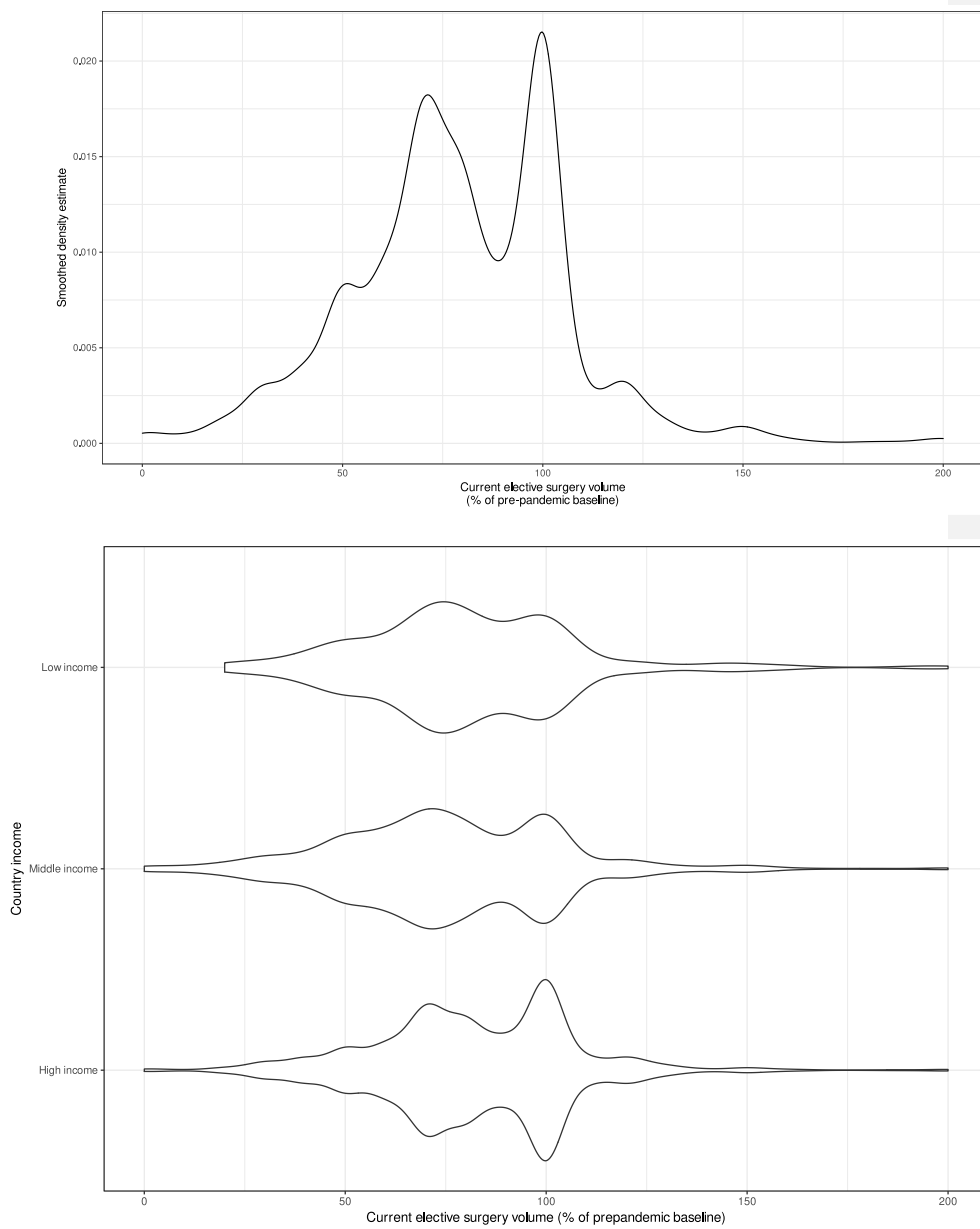 0.020
0.015
0.010
0.005
0.000
Smoothed density estimate
0 50 100 150 200
Current elective surgery volume
(% of pre-pandemic baseline)
Low income
Middle income
High income
Country income
0 50 100 150 200
Current elective surgery volume (% of prepandemic baseline)